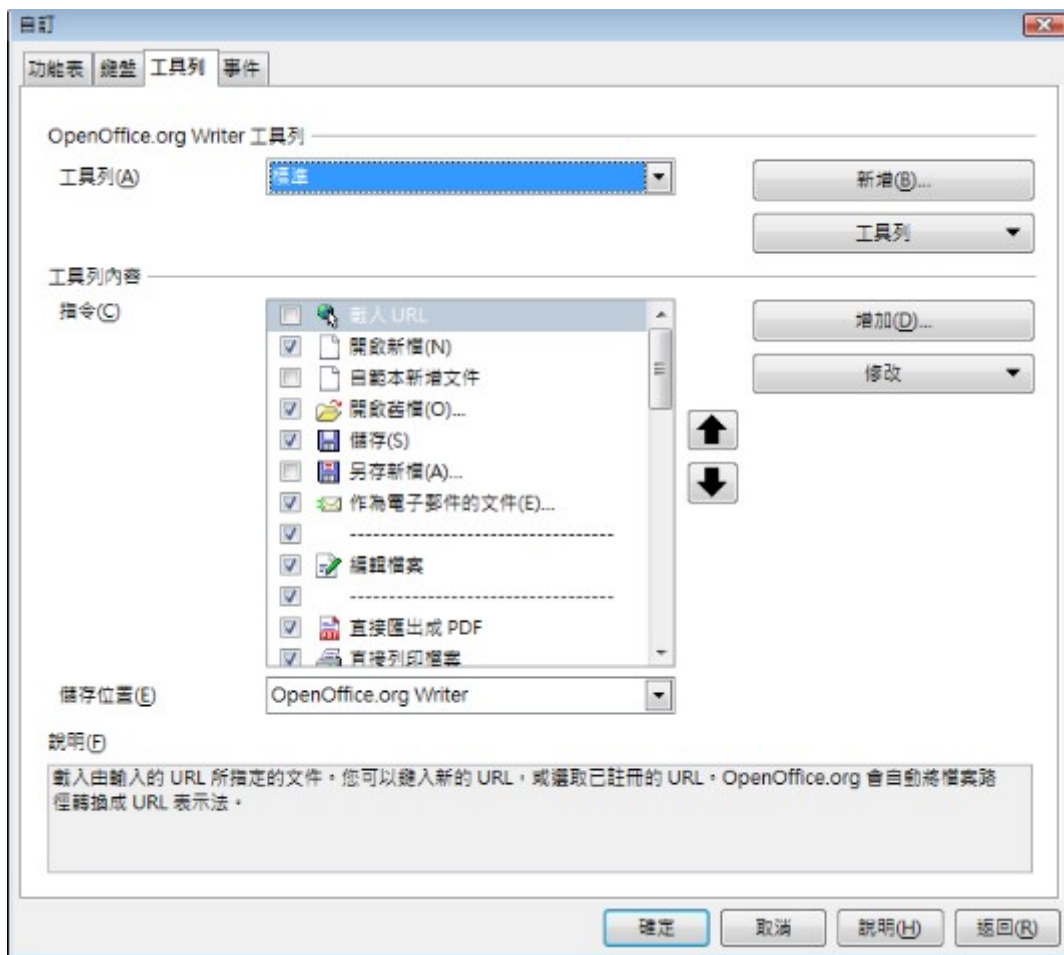 自訂
功能表 鍵盤 工具列 事件
OpenOffice.org Writer 工具列
工具列(A) 標準 新增(B)...
工具列
工具列內容
指令(C) 載入 URL 增加(D)...
開啟新檔(N)
自範本新增文件 修改
開啟舊檔(O)...
儲存(S)
另存新檔(A)...
作為電子郵件的文件(E)...
----------------------------------
編輯檔案
----------------------------------
直接匯出成 PDF
直接列印檔案
儲存位置(E) OpenOffice.org Writer
說明(F)
載入由輸入的 URL 所指定的文件。您可以鍵入新的 URL，或選取已註冊的 URL。OpenOffice.org 會自動將檔案路
徑轉換成 URL 表示法。
確定 取消 說明(H) 返回(R)